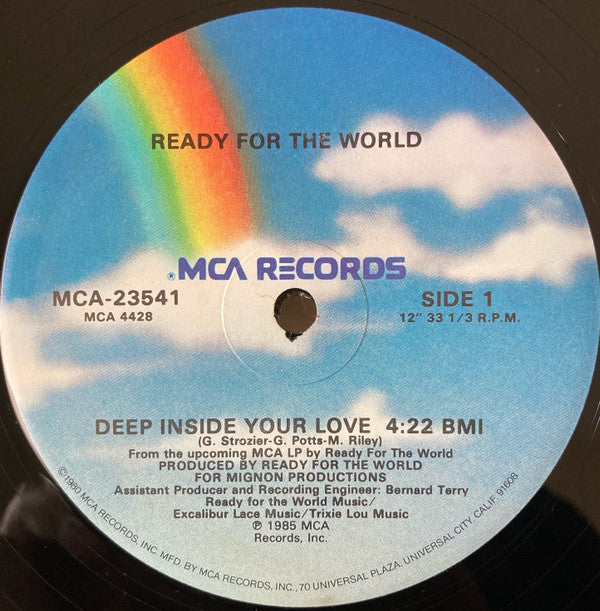 READY FOR THE WORLD
® MCA RECORDS
MCA-23541
MCA 4428
SIDE 1
12" 33 1/3 R.P.M.
DEEP INSIDE YOUR LOVE 4:22 BMI
(G. Strozier-G. Potts-M. Riley)
From the upcoming MCA LP by Ready For The World
PRODUCED BY READY FOR THE WORLD
FOR MIGNON PRODUCTIONS
Assistant Producer and Recording Engineer: Bernard Terry
Ready for the World Music/
Excalibur Lace Music/Trixie Lou Music
℗ 1985 MCA
Records, Inc.
©1980 MCA RECORDS, INC. MFD. BY MCA RECORDS, INC., 70 UNIVERSAL PLAZA, UNIVERSAL CITY, CALIF. 91608